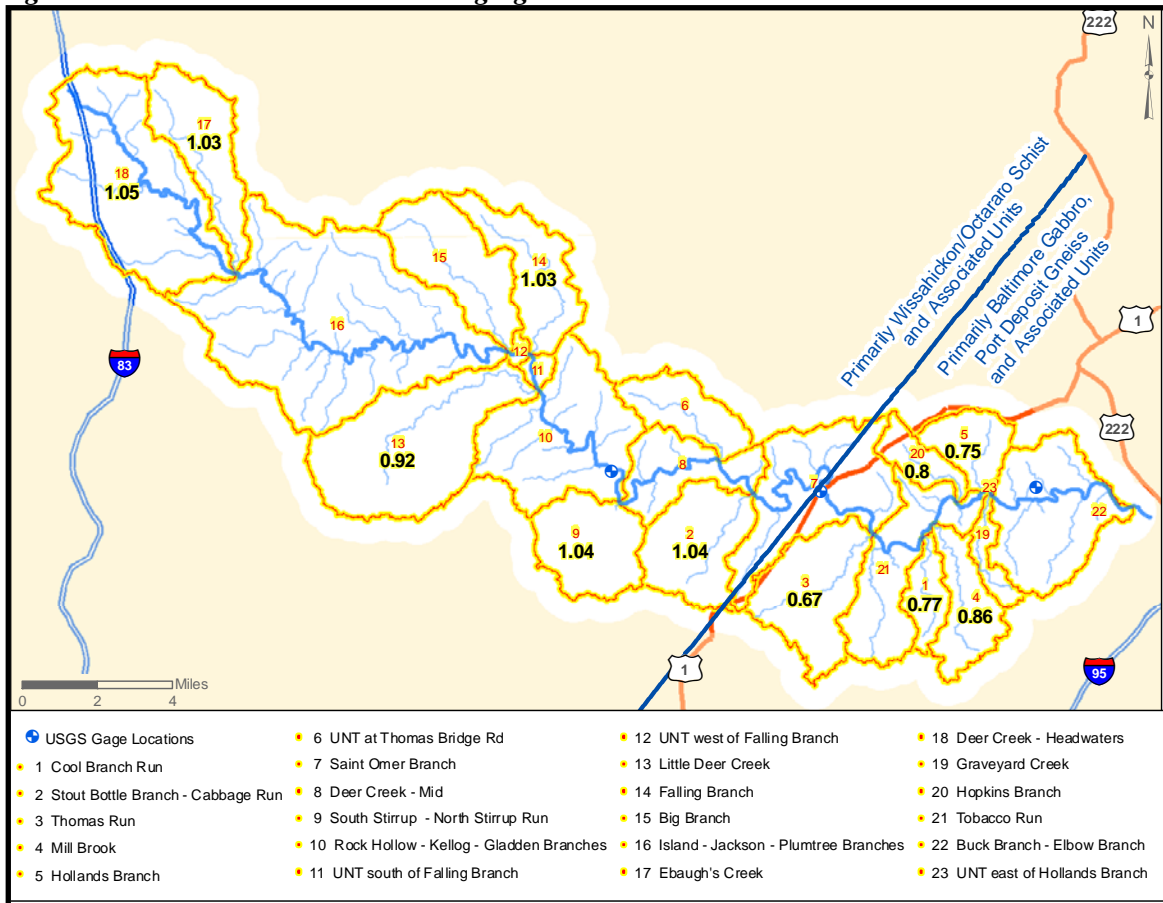 222
N
17
1.03
18
1.05
15
14
1.03
Primarily Wissahickon/Octararo Schist
and Associated Units
Primarily Baltimore Gabbro,
Port Deposit Gneiss
and Associated Units
1
16
12
11
83
6
222
13
0.92
10
8
5
0.75
20
0.8
7
23
22
9
1.04
2
1.04
3
0.67
21
1
0.77
19
4
0.86
1
95
Miles
0 2 4
USGS Gage Locations
1 Cool Branch Run
2 Stout Bottle Branch - Cabbage Run
3 Thomas Run
4 Mill Brook
5 Hollands Branch
6 UNT at Thomas Bridge Rd
7 Saint Omer Branch
8 Deer Creek - Mid
9 South Stirrup - North Stirrup Run
10 Rock Hollow - Kellog - Gladden Branches
11 UNT south of Falling Branch
12 UNT west of Falling Branch
13 Little Deer Creek
14 Falling Branch
15 Big Branch
16 Island - Jackson - Plumtree Branches
17 Ebaugh's Creek
18 Deer Creek - Headwaters
19 Graveyard Creek
20 Hopkins Branch
21 Tobacco Run
22 Buck Branch - Elbow Branch
23 UNT east of Hollands Branch